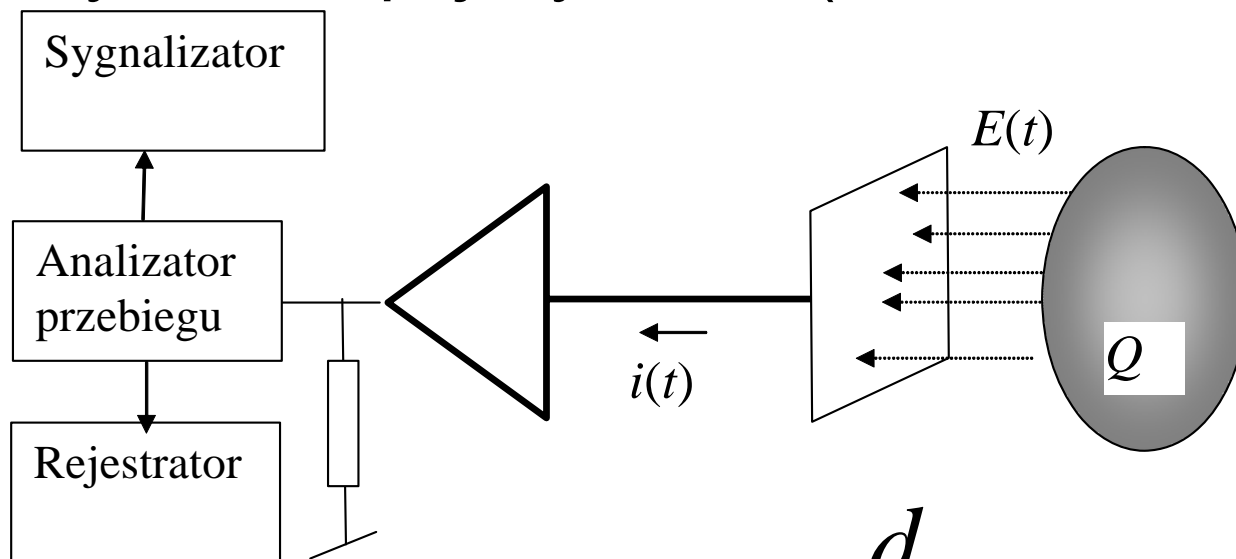 Sygnalizator
E(t)
Analizator
przebiegu
i(t)
Q
Rejestrator
d